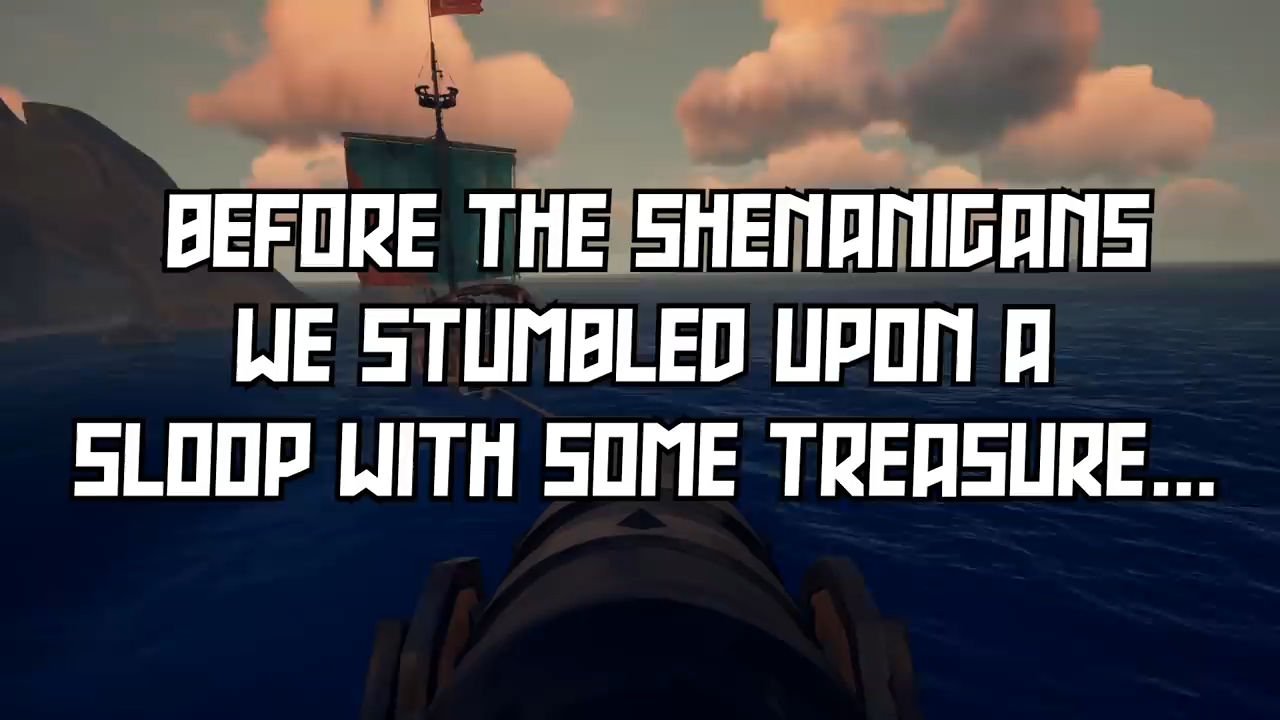 BEFORE THE SHENANIGANS
WE STUMBLED UPON A
SLOOP WITH SOME TREASURE...